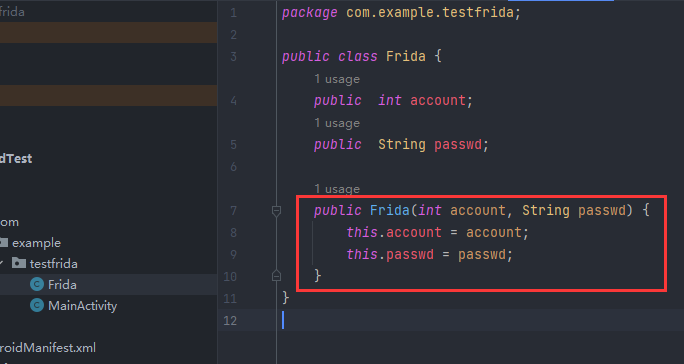 frida
dTest
om
example
testfrida
Frida
MainActivity
roidManifest.xml
1 package com.example.testfrida;
2
3 public class Frida {
1 usage
4 public  int account;
1 usage
5 public  String passwd;
6
1 usage
7 public Frida(int account, String passwd) {
8 this.account = account;
9 this.passwd = passwd;
10 }
11 }
12